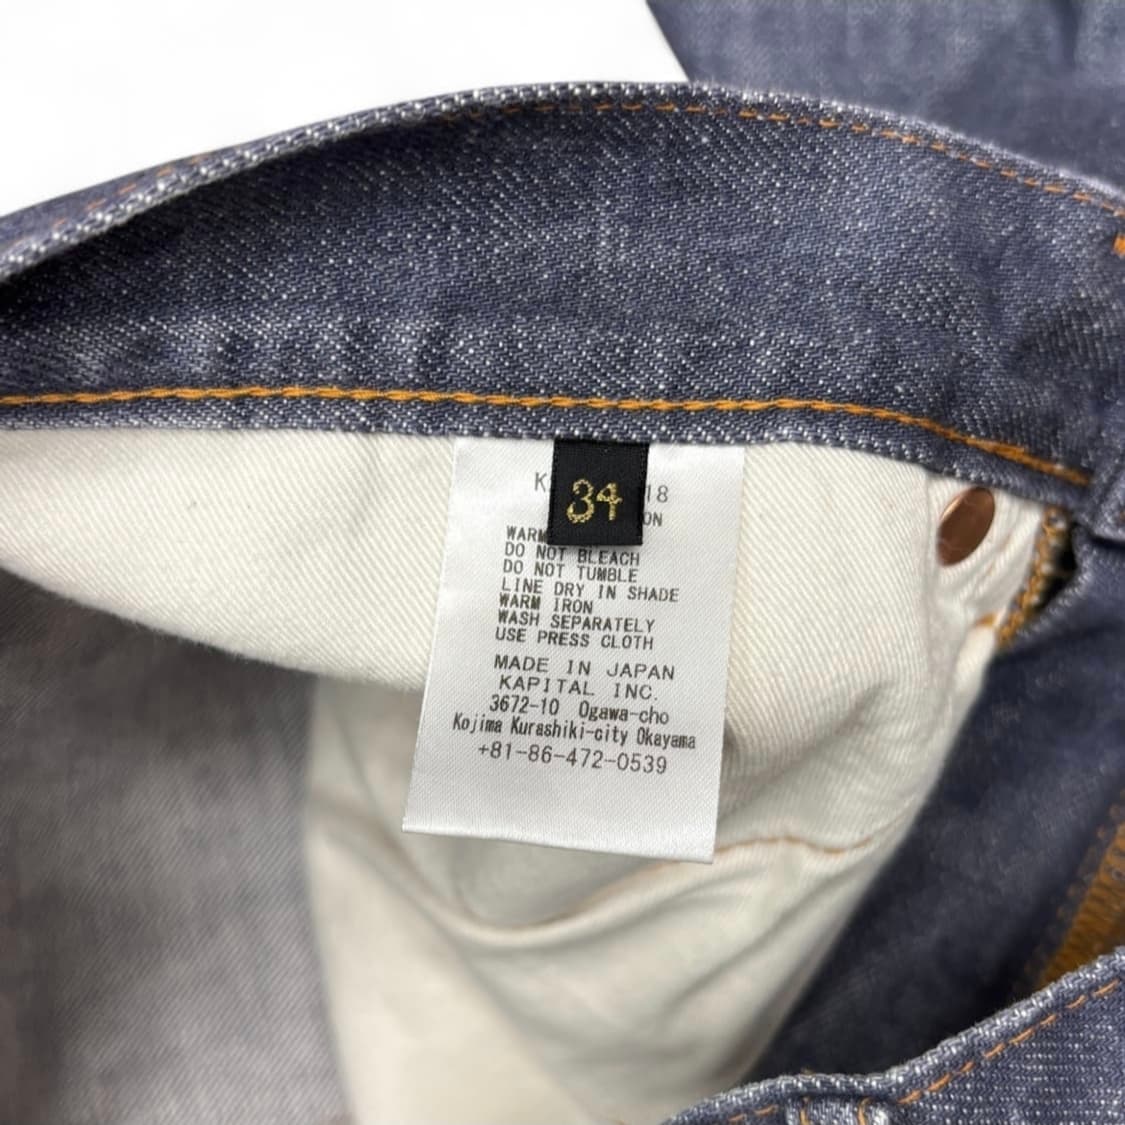 34
18
WARM
DO NOT BLEACH
DO NOT TUMBLE
LINE DRY IN SHADE
WARM IRON
WASH SEPARATELY
USE PRESS CLOTH
MADE IN JAPAN
KAPITAL INC.
3672-10 Ogawa-cho
Kojima Kurashiki-city Okayama
+81-86-472-0539